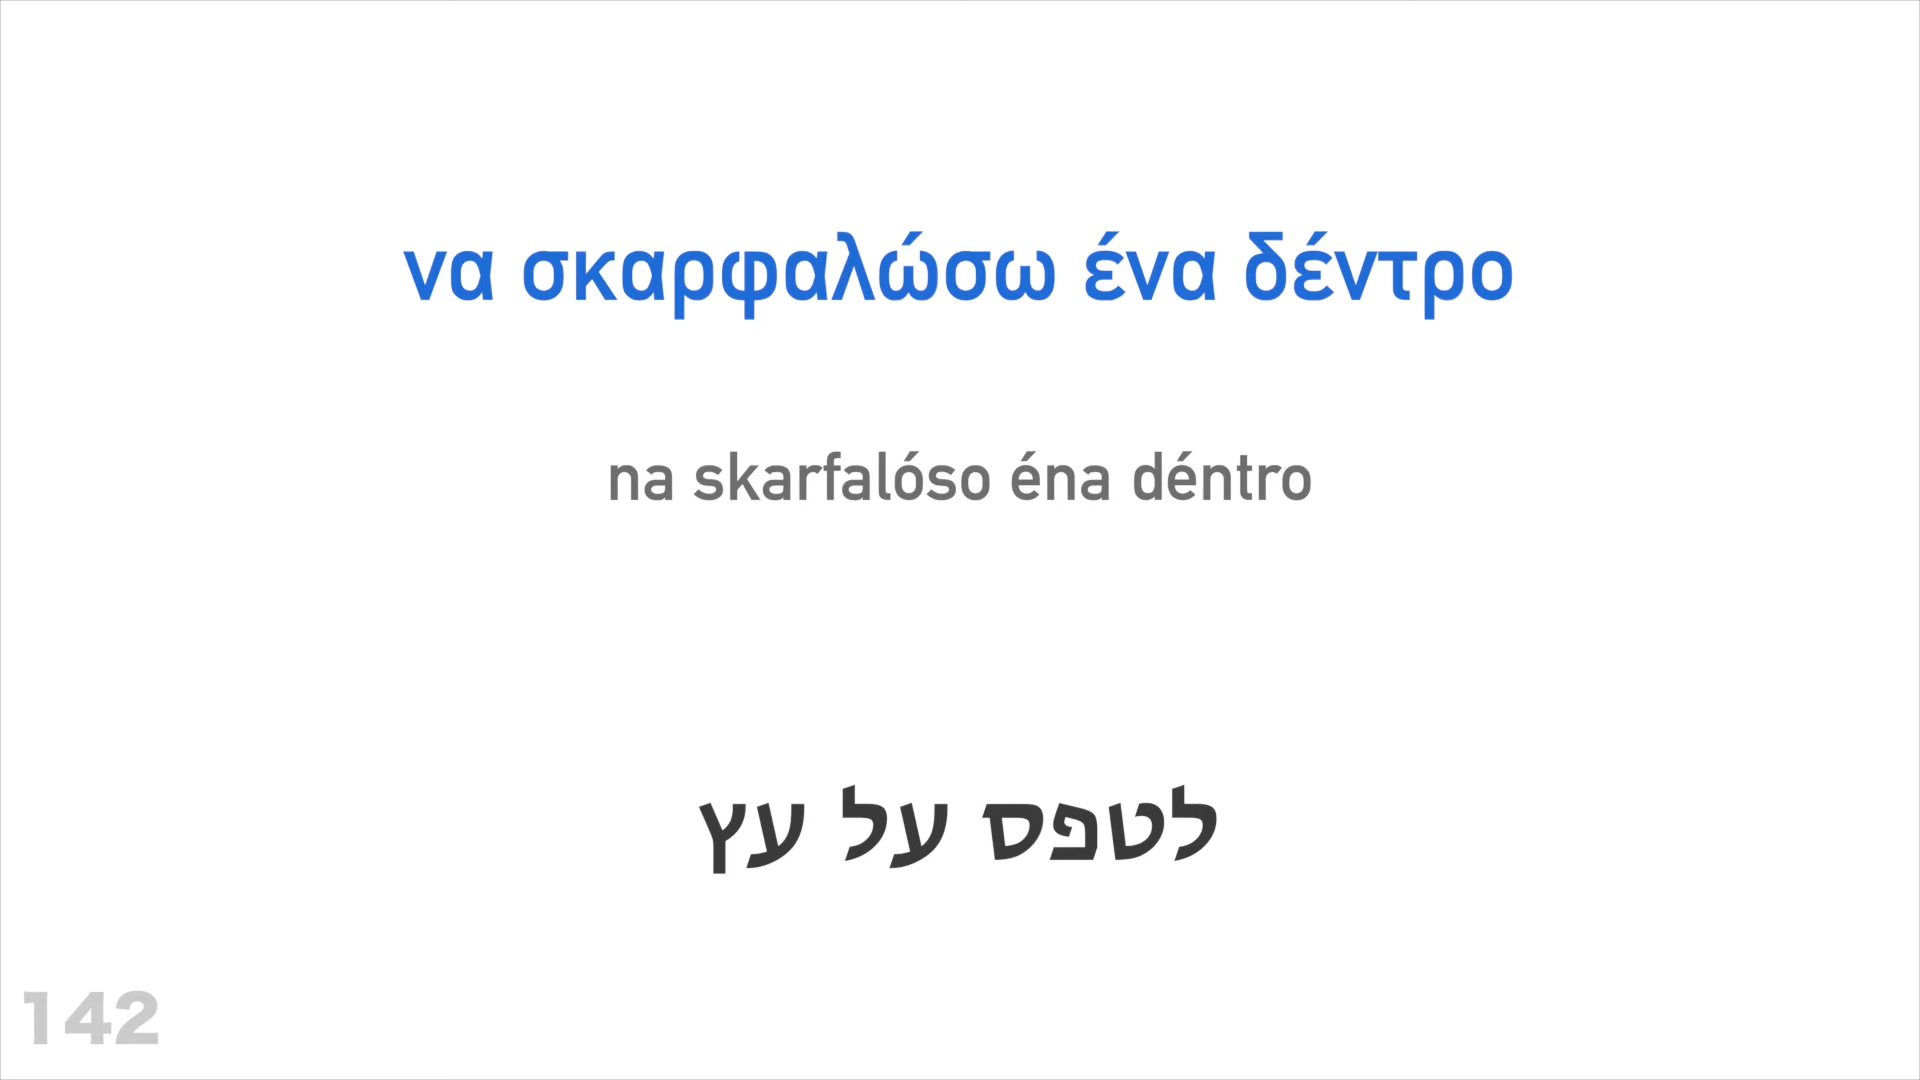 να σκαρφαλώσω ένα δέντρο
na skarfalóso éna déntro
לטפס על עץ
142